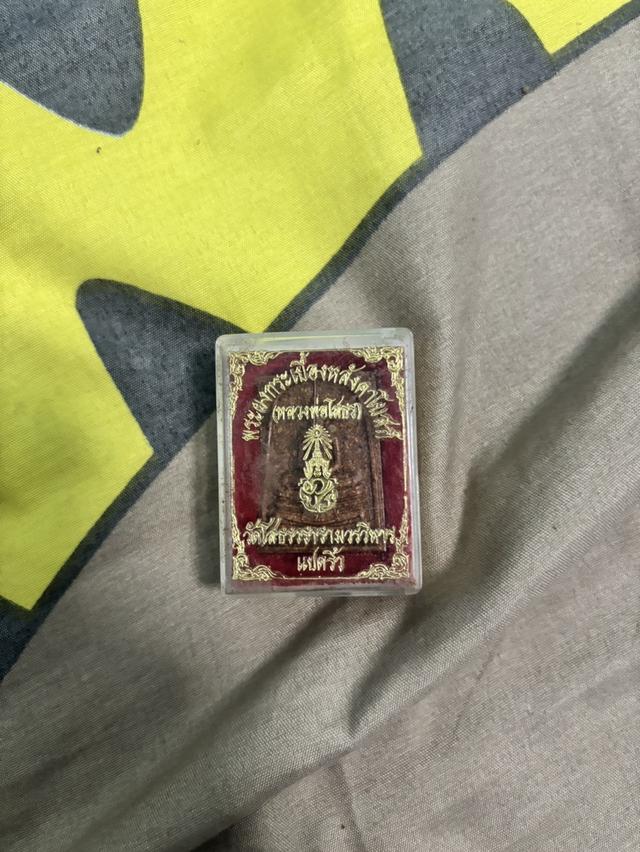 พระผงกระเบื้องหลังคาโบสถ์
(หลวงพ่อโสธร)
วัดโสธรวรารามวรวิหาร
แปดริ้ว